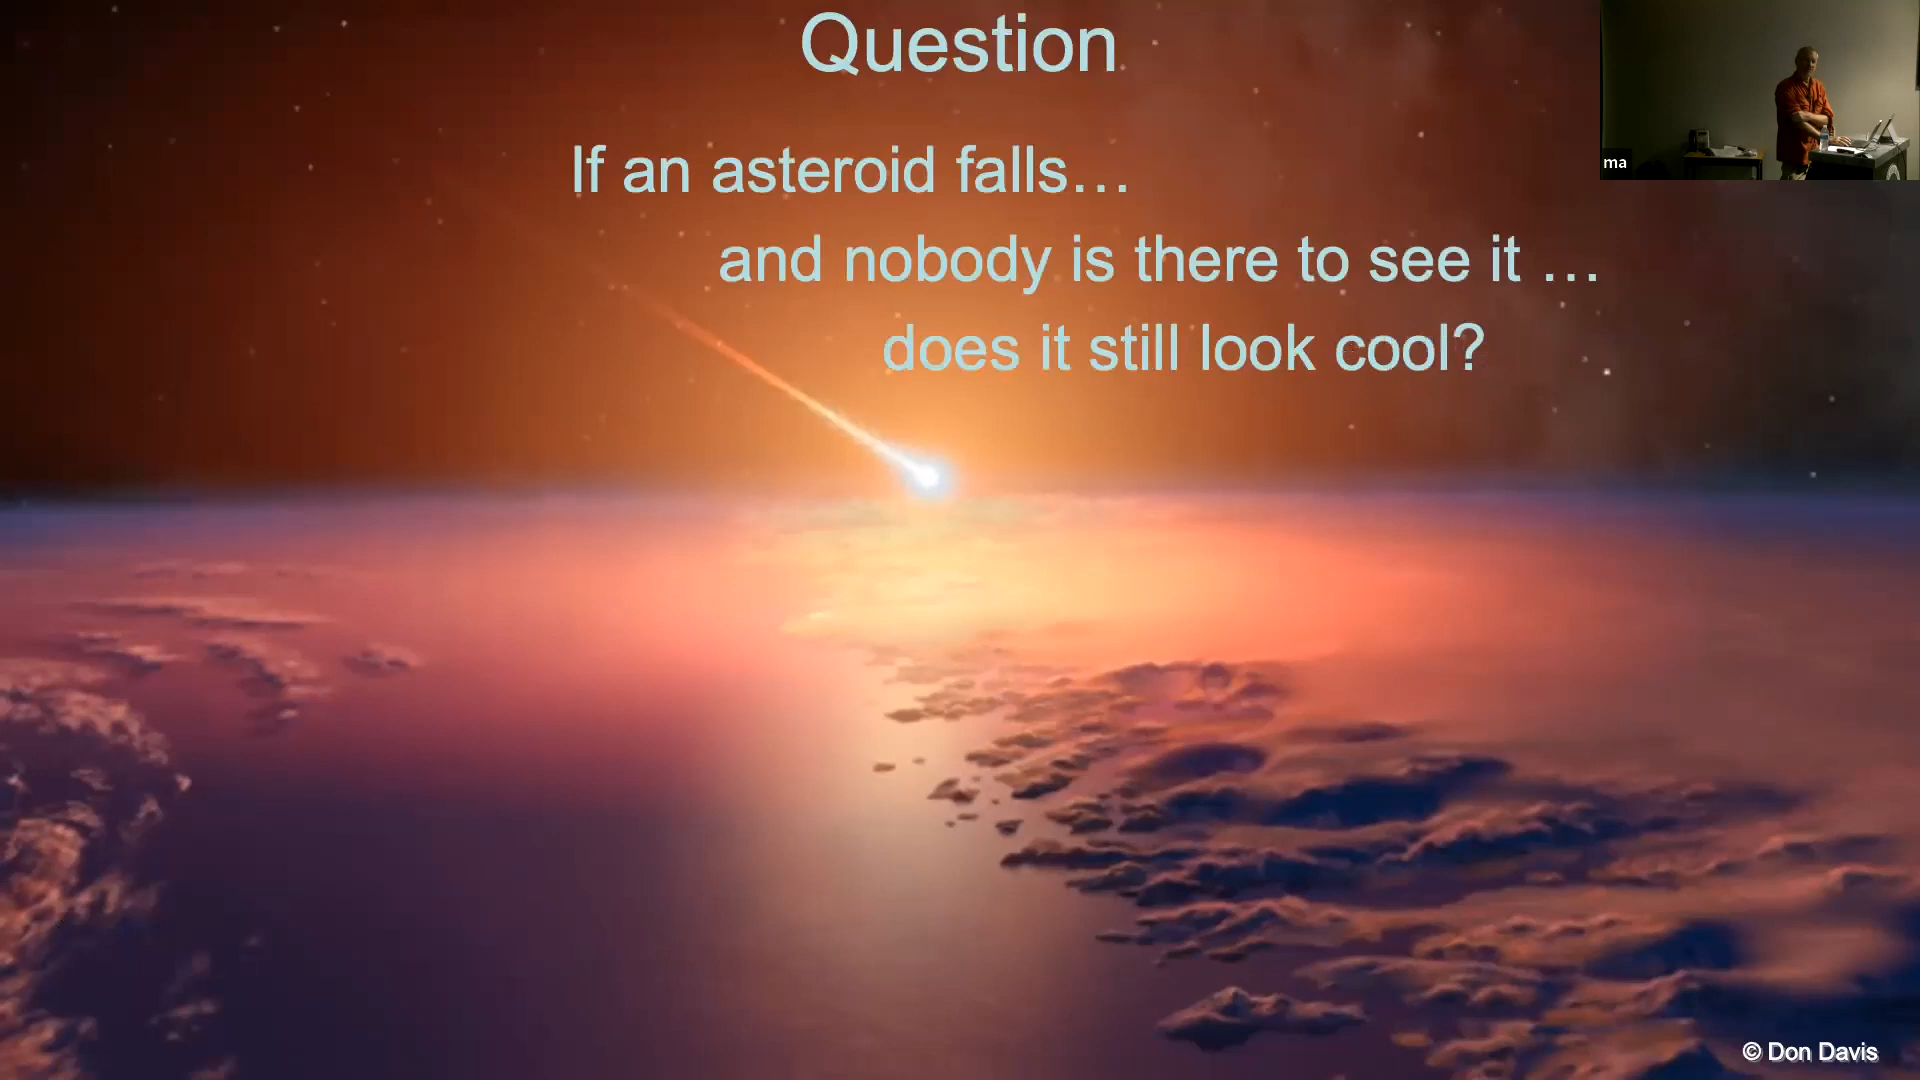 Question
If an asteroid falls…
and nobody is there to see it …
does it still look cool?
ma
© Don Davis